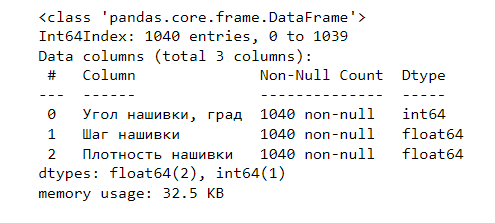 <class 'pandas.core.frame.DataFrame'>
Int64Index: 1040 entries, 0 to 1039
Data columns (total 3 columns):
 #   Column                Non-Null Count  Dtype
---  ------                --------------  -----
 0   Угол нашивки, град    1040 non-null   int64
 1   Шаг нашивки           1040 non-null   float64
 2   Плотность нашивки     1040 non-null   float64
dtypes: float64(2), int64(1)
memory usage: 32.5 KB